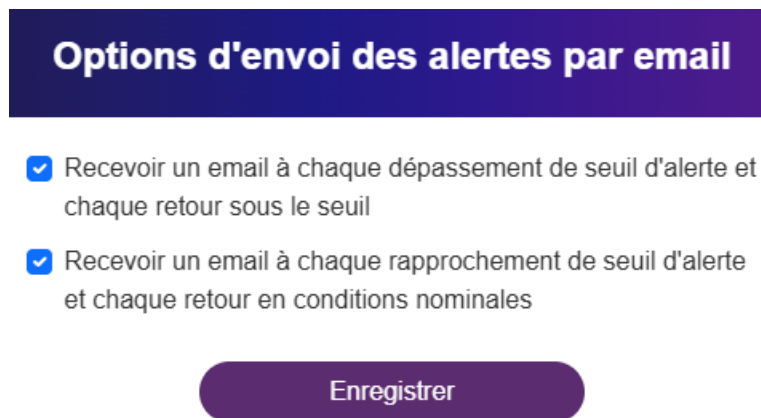 Options d'envoi des alertes par email
Recevoir un email à chaque dépassement de seuil d'alerte et
chaque retour sous le seuil
Recevoir un email à chaque rapprochement de seuil d'alerte
et chaque retour en conditions nominales
Enregistrer